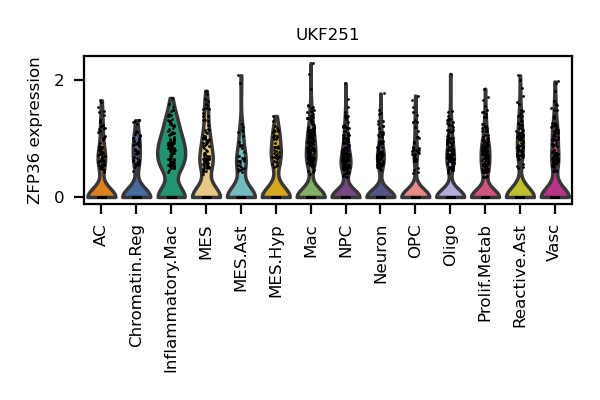 UKF251
ZFP36 expression
2
0
AC
Chromatin.Reg
Inflammatory.Mac
MES
MES.Ast
MES.Hyp
Mac
NPC
Neuron
OPC
Oligo
Prolif.Metab
Reactive.Ast
Vasc